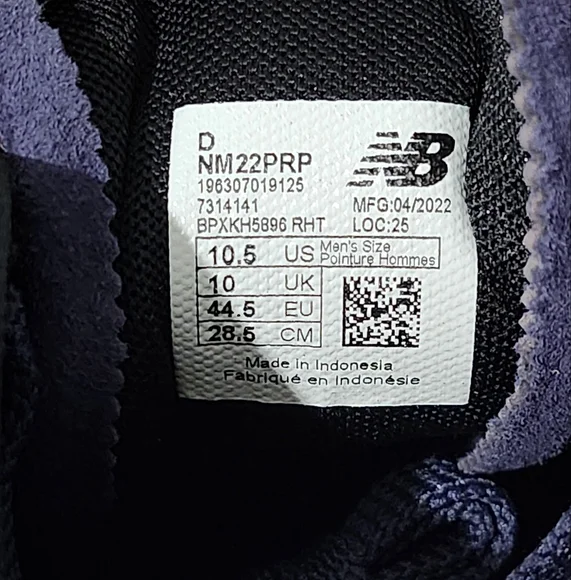 D
NM22PRP
196307019125
7314141 MFG:04/2022
BPXKH5896 RHT LOC:25
10.5 US Men's Size
Pointure Hommes
10 UK
44.5 EU
28.5 CM
Made in Indonesia
Fabriqué en Indonésie
NB